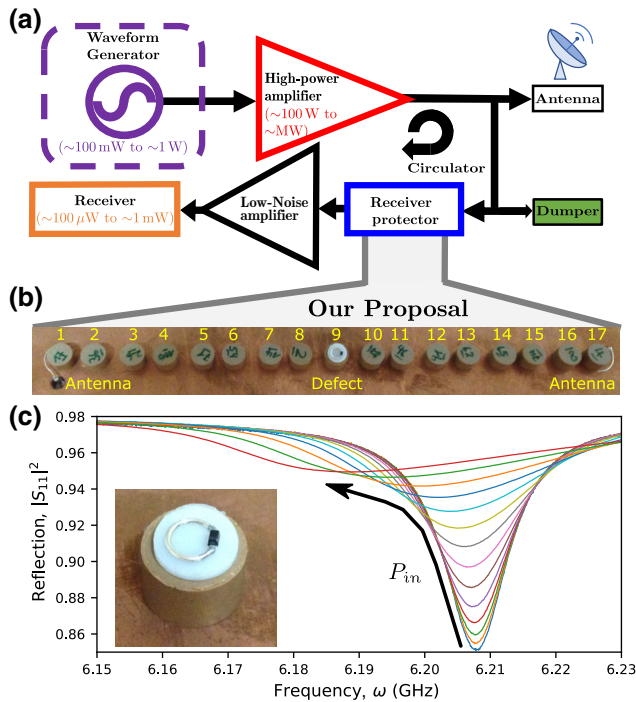 (a)
Waveform
Generator
(~100 mW to ~1 W)
High-power
amplifier
(~100 W to
~MW)
Antenna
Circulator
Receiver
(~100 μW to ~1 mW)
Low-Noise
amplifier
Receiver
protector
Dumper
(b)
Our Proposal
1 2 3 4 5 6 7 8 9 10 11 12 13 14 15 16 17
Antenna Defect Antenna
(c)
0.98
0.96
0.94
0.92
0.90
0.88
0.86
Reflection, |S₁₁|²
P_in
6.15 6.16 6.17 6.18 6.19 6.20 6.21 6.22 6.23
Frequency, ω (GHz)